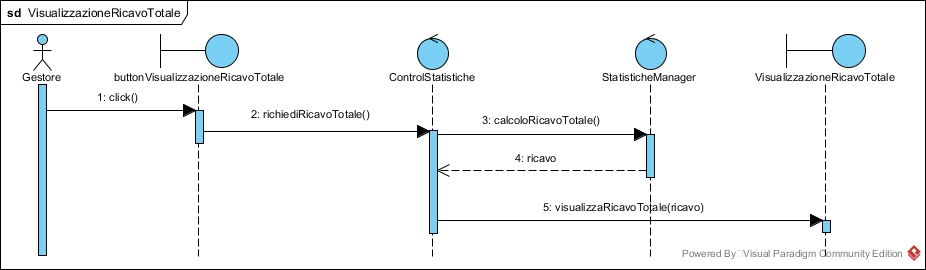 sd VisualizzazioneRicavoTotale
Gestore
buttonVisualizzazioneRicavoTotale
ControlStatistiche
StatisticheManager
VisualizzazioneRicavoTotale
1: click()
2: richiediRicavoTotale()
3: calcoloRicavoTotale()
4: ricavo
5: visualizzaRicavoTotale(ricavo)
Powered By Visual Paradigm Community Edition